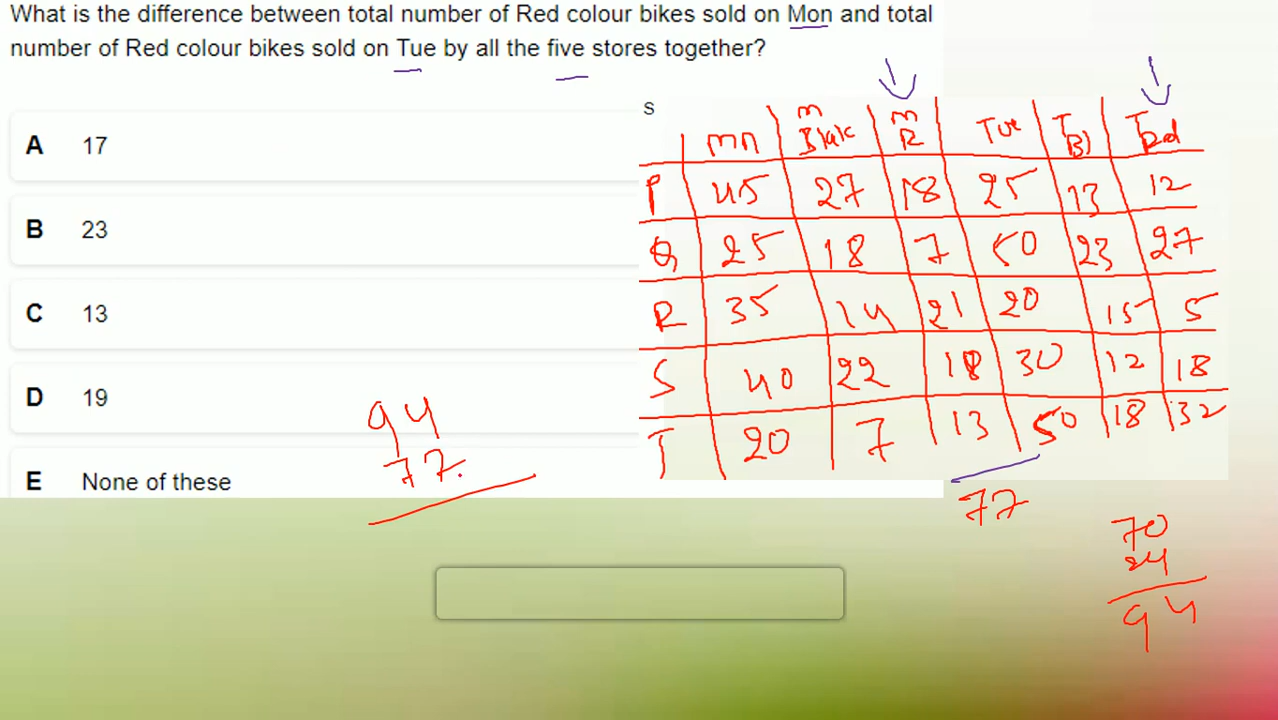 What is the difference between total number of Red colour bikes sold on Mon and total
number of Red colour bikes sold on Tue by all the five stores together?
A 17
B 23
C 13
D 19
E None of these
s
mn m Blak m R Tue T Bl T Red
P 45 27 18 25 13 12
Q 25 18 7 50 23 27
R 35 14 21 20 15 5
S 40 22 18 30 12 18
T 20 7 13 50 18 32
77
94
77
70
24
94